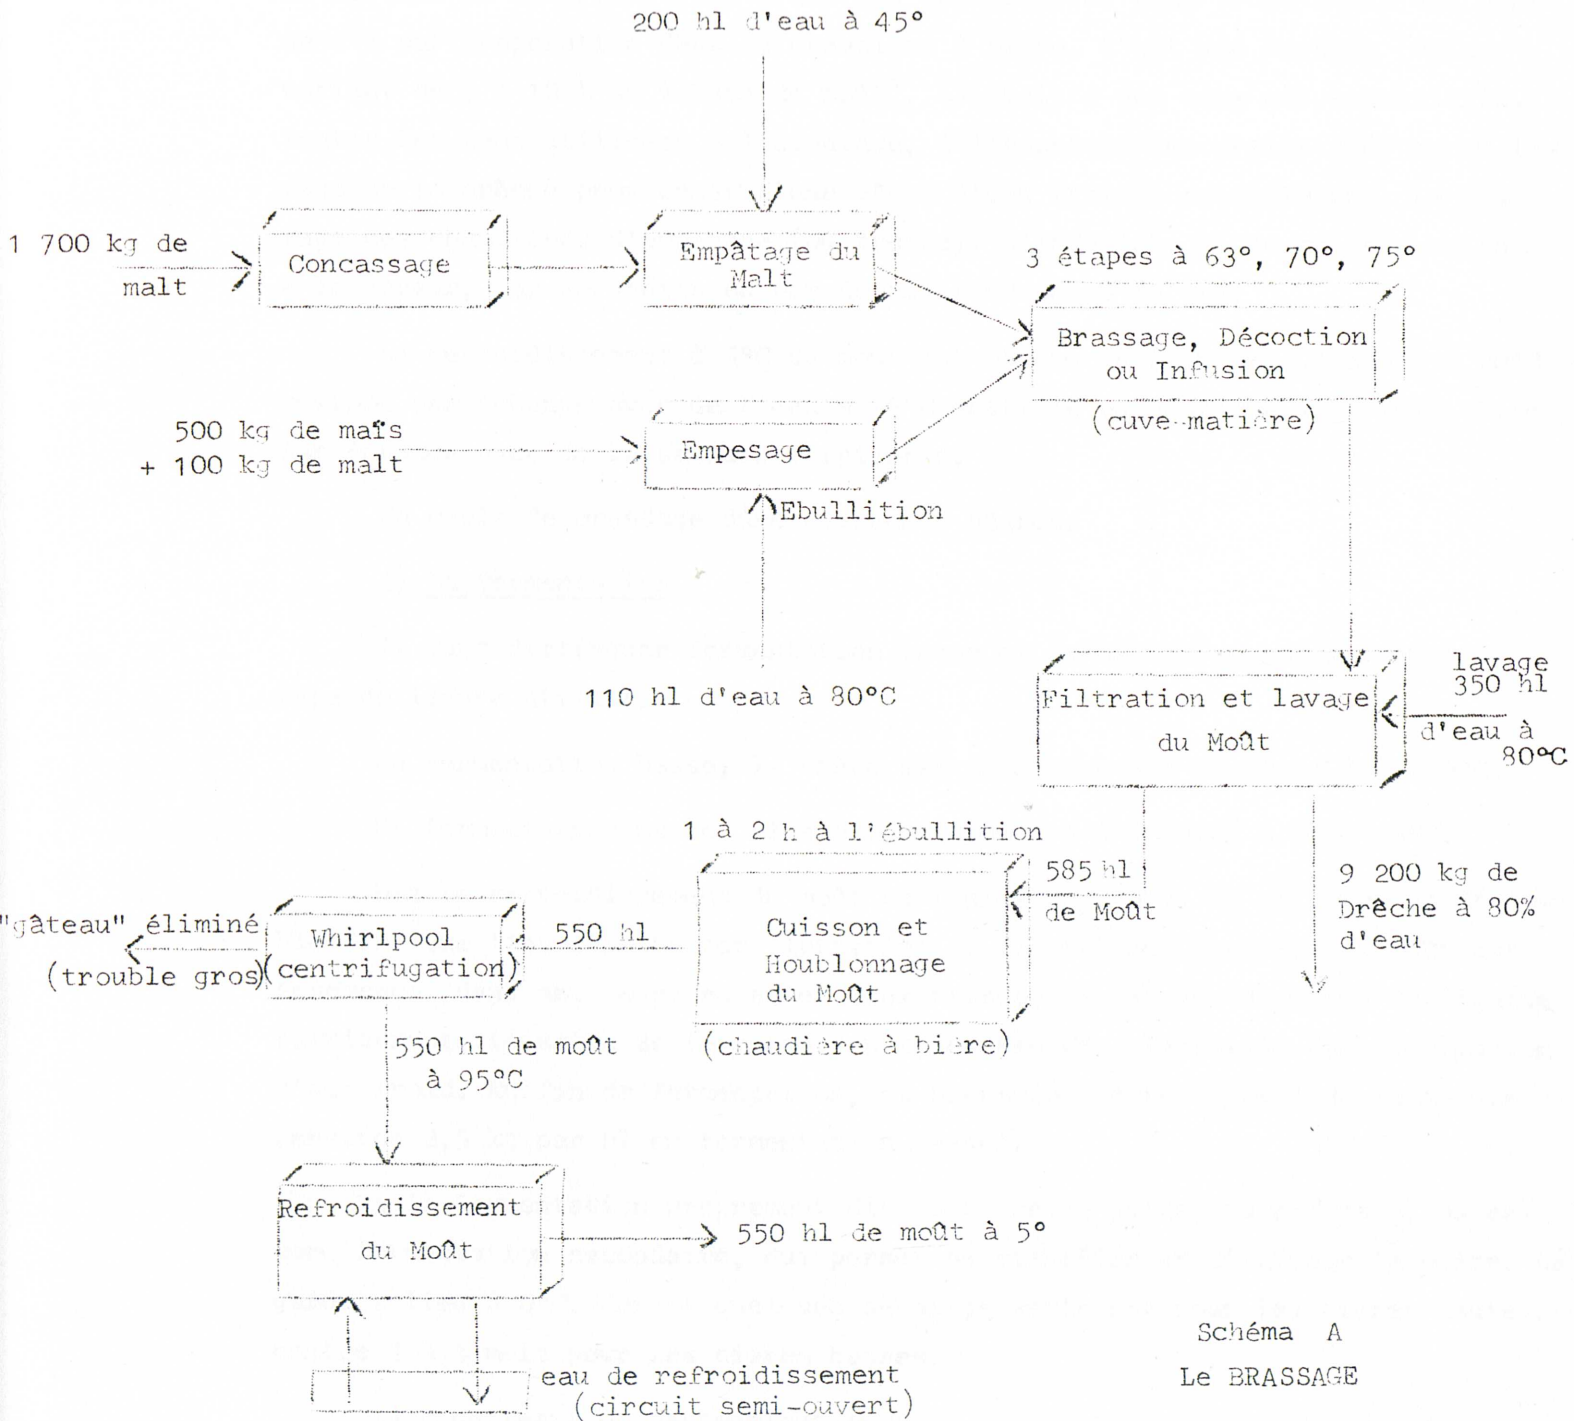 200 hl d'eau à 45°
1 700 kg de
malt
Concassage
Empâtage du
Malt
3 étapes à 63°, 70°, 75°
Brassage, Décoction
ou Infusion
(cuve-matière)
500 kg de maïs
+ 100 kg de malt
Empesage
Ebullition
110 hl d'eau à 80°C
Filtration et lavage
du Moût
lavage
350 hl
d'eau à
80°C
1 à 2 h à l'ébullition
585 hl
de Moût
9 200 kg de
Drêche à 80%
d'eau
"gâteau" éliminé
(trouble gros)
Whirlpool
(centrifugation)
550 hl
Cuisson et
Houblonnage
du Moût
(chaudière à bière)
550 hl de moût
à 95°C
Refroidissement
du Moût
550 hl de moût à 5°
eau de refroidissement
(circuit semi-ouvert)
Schéma A
Le BRASSAGE